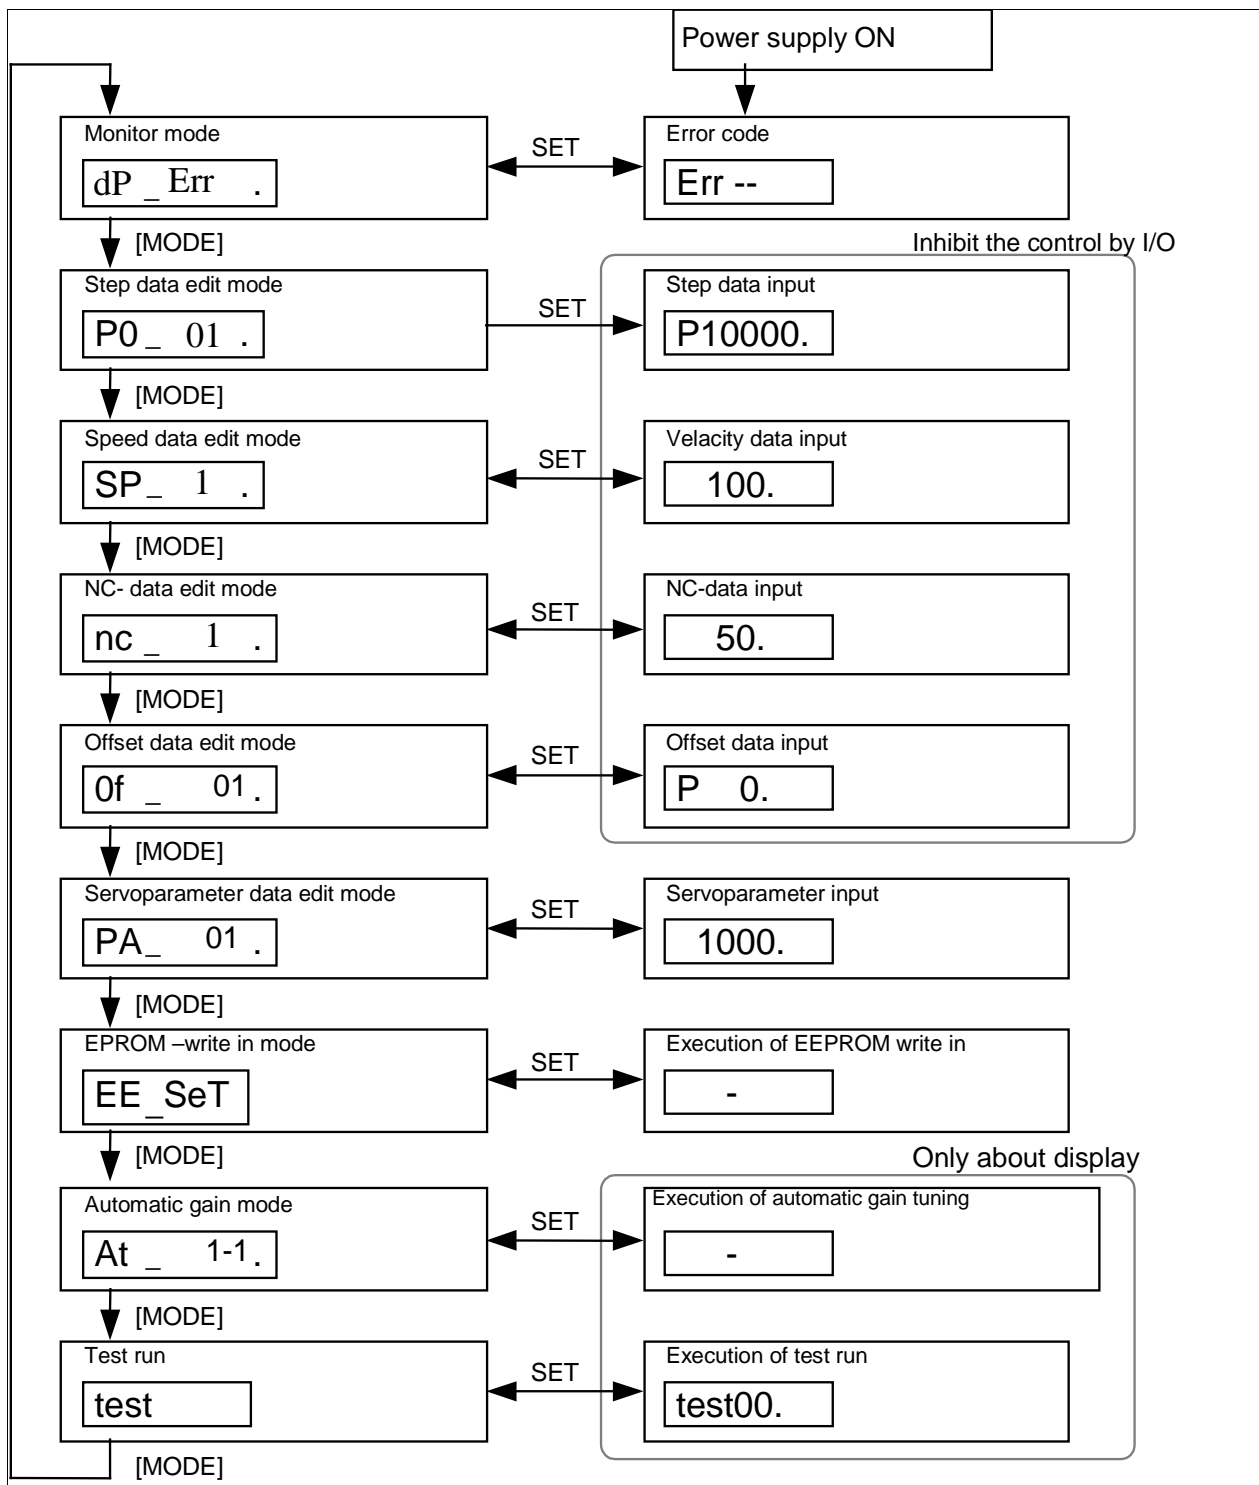 Power supply ON
Monitor mode
dP _ Err .
SET
Error code
Err --
[MODE]
Inhibit the control by I/O
Step data edit mode
P0 _ 01 .
SET
Step data input
P10000.
[MODE]
Speed data edit mode
SP _ 1 .
SET
Velacity data input
100.
[MODE]
NC- data edit mode
nc _ 1 .
SET
NC-data input
50.
[MODE]
Offset data edit mode
0f _ 01 .
SET
Offset data input
P 0.
[MODE]
Servoparameter data edit mode
PA _ 01 .
SET
Servoparameter input
1000.
[MODE]
EPROM –write in mode
EE _SeT
SET
Execution of EEPROM write in
-
[MODE]
Only about display
Automatic gain mode
At _ 1-1 .
SET
Execution of automatic gain tuning
-
[MODE]
Test run
test
SET
Execution of test run
test00.
[MODE]